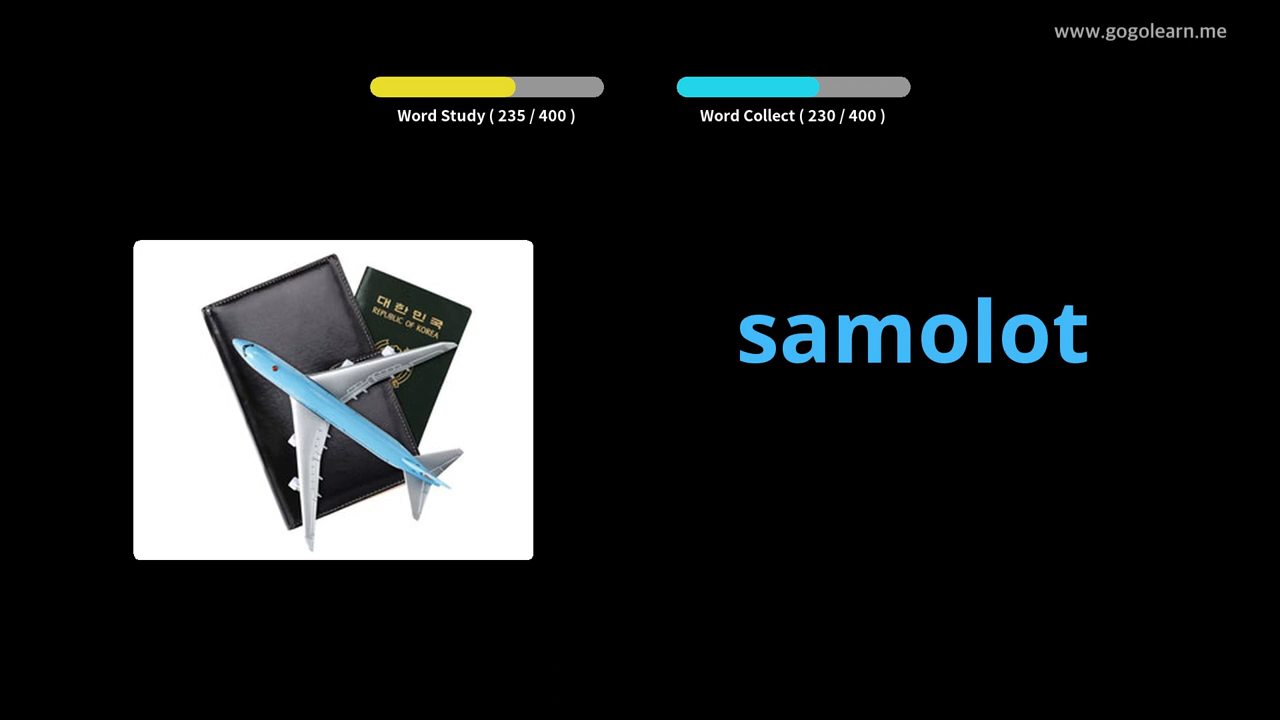 www.gogolearn.me
Word Study ( 235 / 400 )
Word Collect ( 230 / 400 )
대한민국
REPUBLIC OF KOREA
samolot